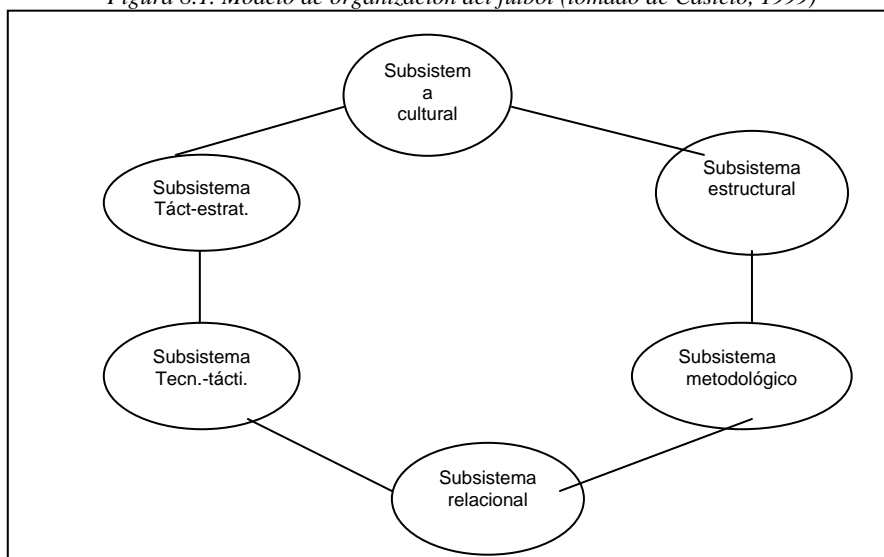 Figura 8.1. Modelo de organización del fútbol (tomado de Castelo, 1999)
Subsistem
a
cultural
Subsistema
Táct-estrat.
Subsistema
estructural
Subsistema
Tecn.-tácti.
Subsistema
metodológico
Subsistema
relacional